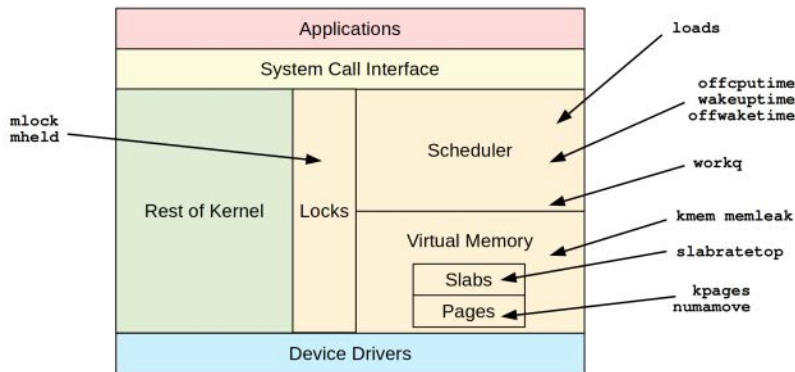 Applications
loads
System Call Interface
offcputime
wakeuptime
offwaketime
mlock
mheld
Scheduler
workq
Rest of Kernel
Locks
kmem memleak
Virtual Memory
slabratetop
Slabs
kpages
numamove
Pages
Device Drivers